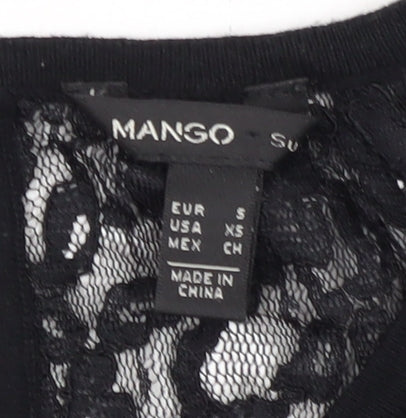 MANGO
EUR S
USA XS
MEX CH
MADE IN
CHINA